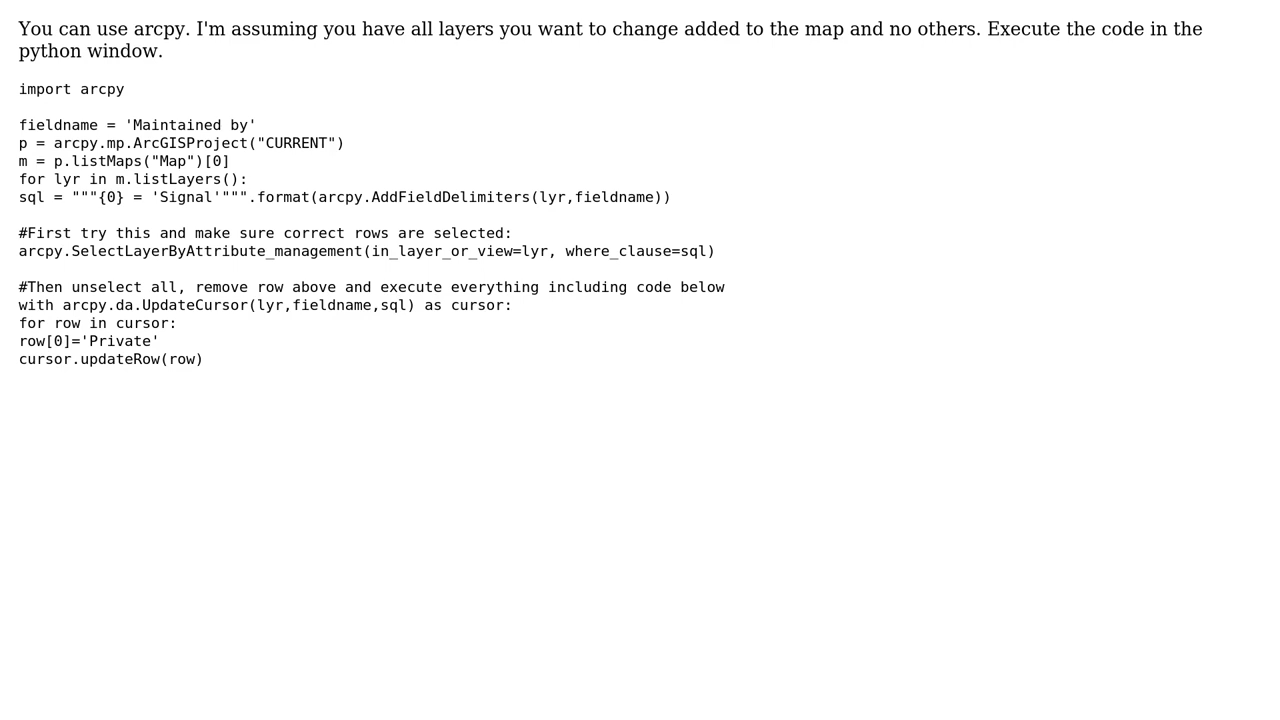 You can use arcpy. I'm assuming you have all layers you want to change added to the map and no others. Execute the code in the
python window.
import arcpy
fieldname = 'Maintained by'
p = arcpy.mp.ArcGISProject("CURRENT")
m = p.listMaps("Map")[0]
for lyr in m.listLayers():
sql = """{0} = 'Signal'""".format(arcpy.AddFieldDelimiters(lyr,fieldname))
#First try this and make sure correct rows are selected:
arcpy.SelectLayerByAttribute_management(in_layer_or_view=lyr, where_clause=sql)
#Then unselect all, remove row above and execute everything including code below
with arcpy.da.UpdateCursor(lyr,fieldname,sql) as cursor:
for row in cursor:
row[0]='Private'
cursor.updateRow(row)